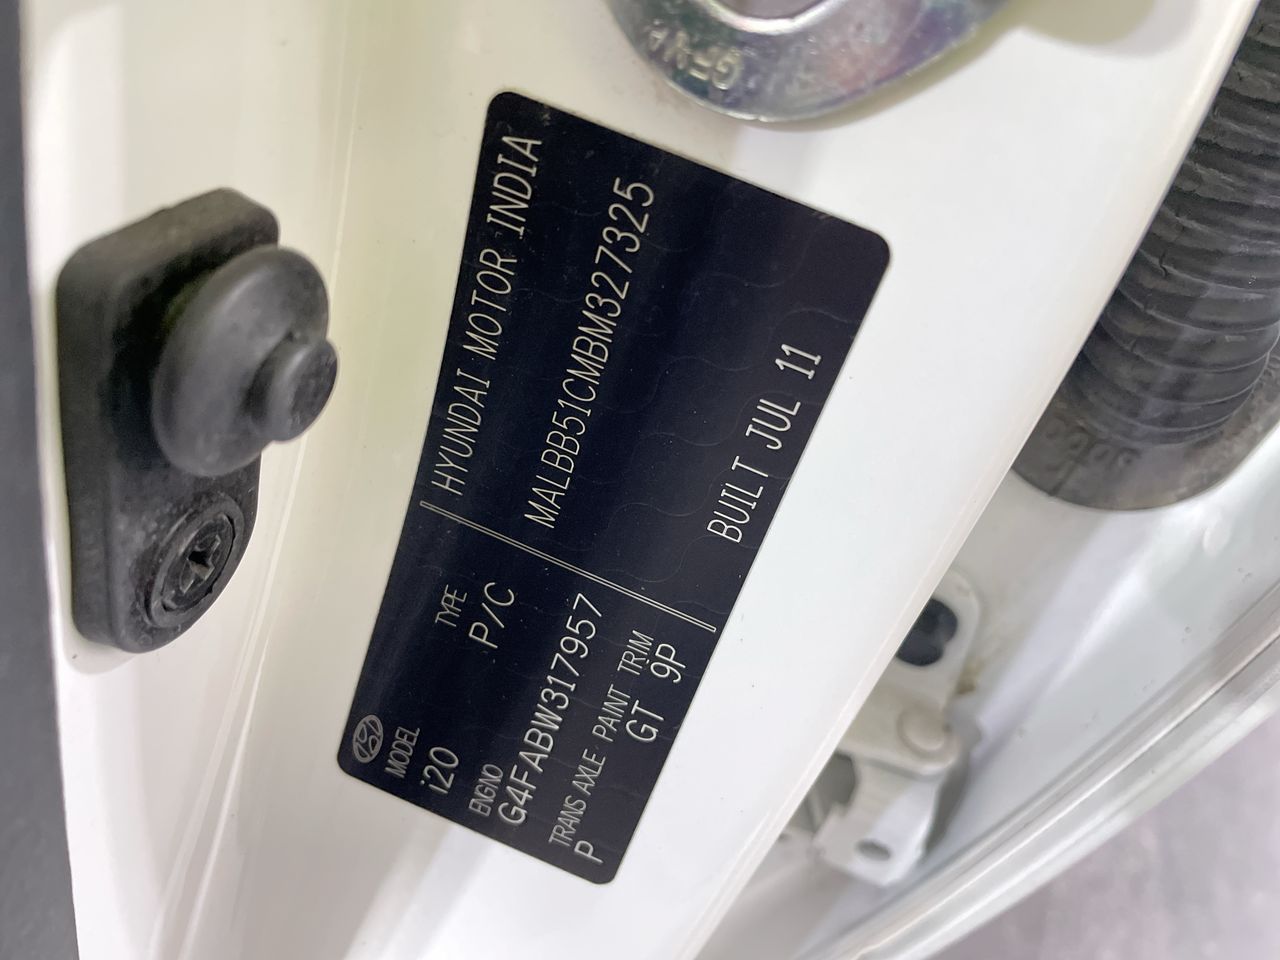 HYUNDAI MOTOR INDIA
MALBB51CMBM327325
BUILT JUL 11
MODEL TYPE
i20 P/C
ENGNO
G4FABW317957
TRANS AXLE PAINT TRIM
P GT 9P